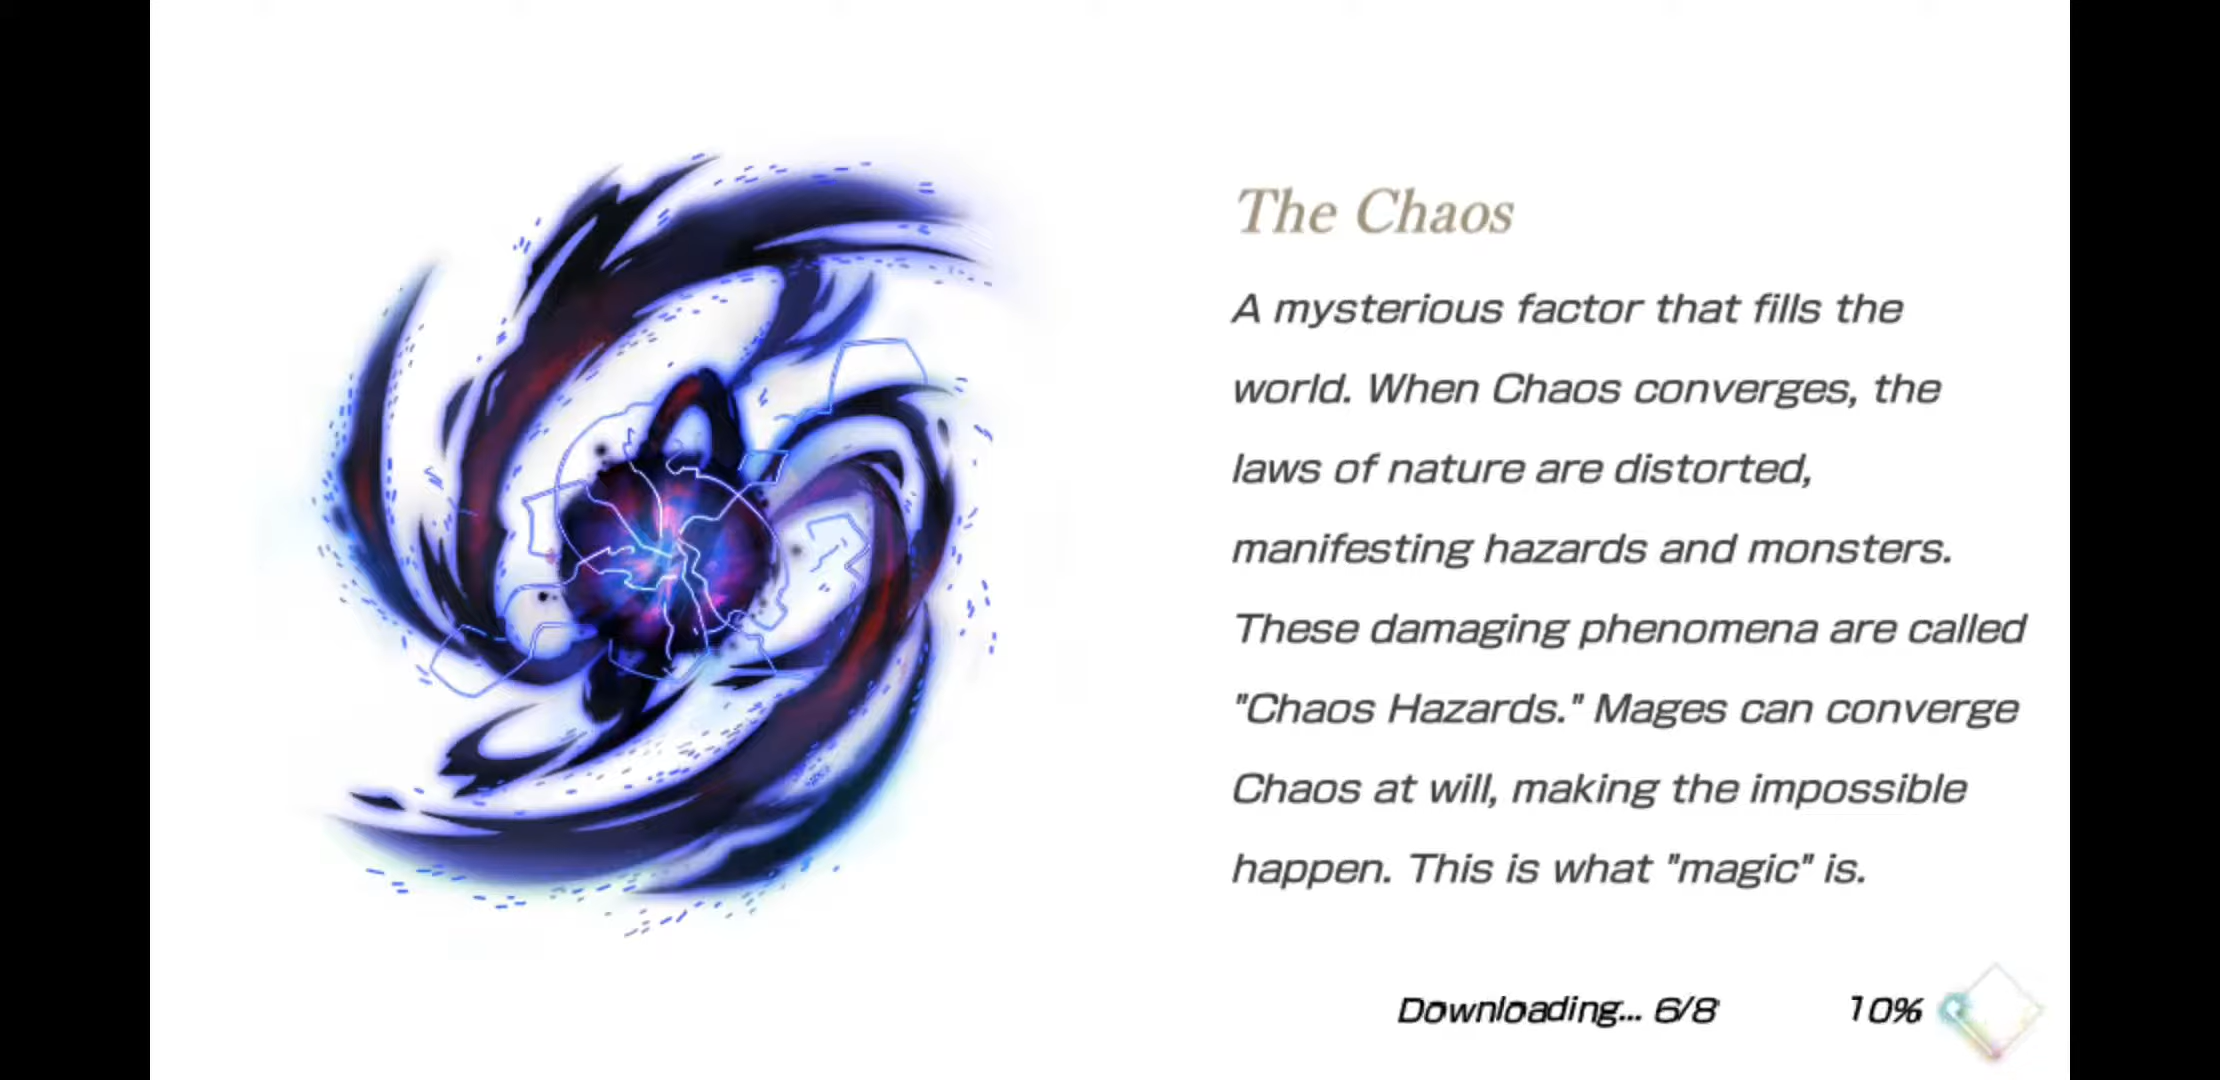 The Chaos
A mysterious factor that fills the
world. When Chaos converges, the
laws of nature are distorted,
manifesting hazards and monsters.
These damaging phenomena are called
"Chaos Hazards." Mages can converge
Chaos at will, making the impossible
happen. This is what "magic" is.
Downloading... 6/8 10%